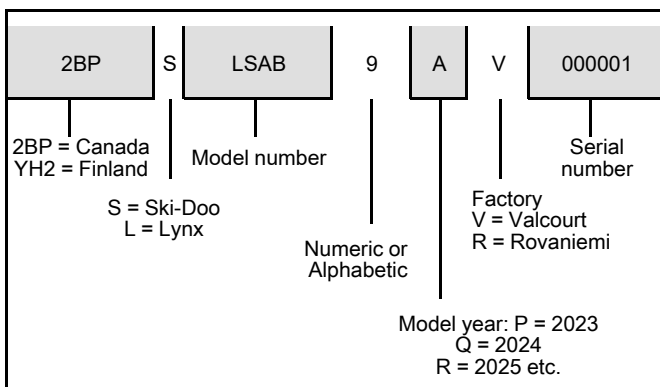 2BP S LSAB 9 A V 000001
2BP = Canada
YH2 = Finland
Model number
Serial
number
S = Ski-Doo
L = Lynx
Factory
V = Valcourt
R = Rovaniemi
Numeric or
Alphabetic
Model year: P = 2023
Q = 2024
R = 2025 etc.